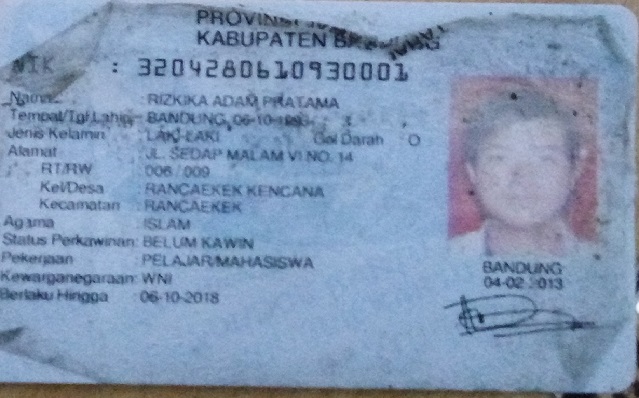 PROVINSI
KABUPATEN BANDUNG
NIK : 3204280610930001
Nama : RIZKIKA ADAM PRATAMA
Tempat/Tgl Lahir : BANDUNG, 06-10-1993
Jenis Kelamin : LAKI-LAKI Gol Darah O
Alamat : JL. SEDAP MALAM VI NO. 14
RT/RW : 006 / 009
Kel/Desa : RANCAEKEK KENCANA
Kecamatan : RANCAEKEK
Agama : ISLAM
Status Perkawinan: BELUM KAWIN
Pekerjaan : PELAJAR/MAHASISWA
Kewarganegaraan: WNI
Berlaku Hingga : 06-10-2018
BANDUNG
04-02-2013